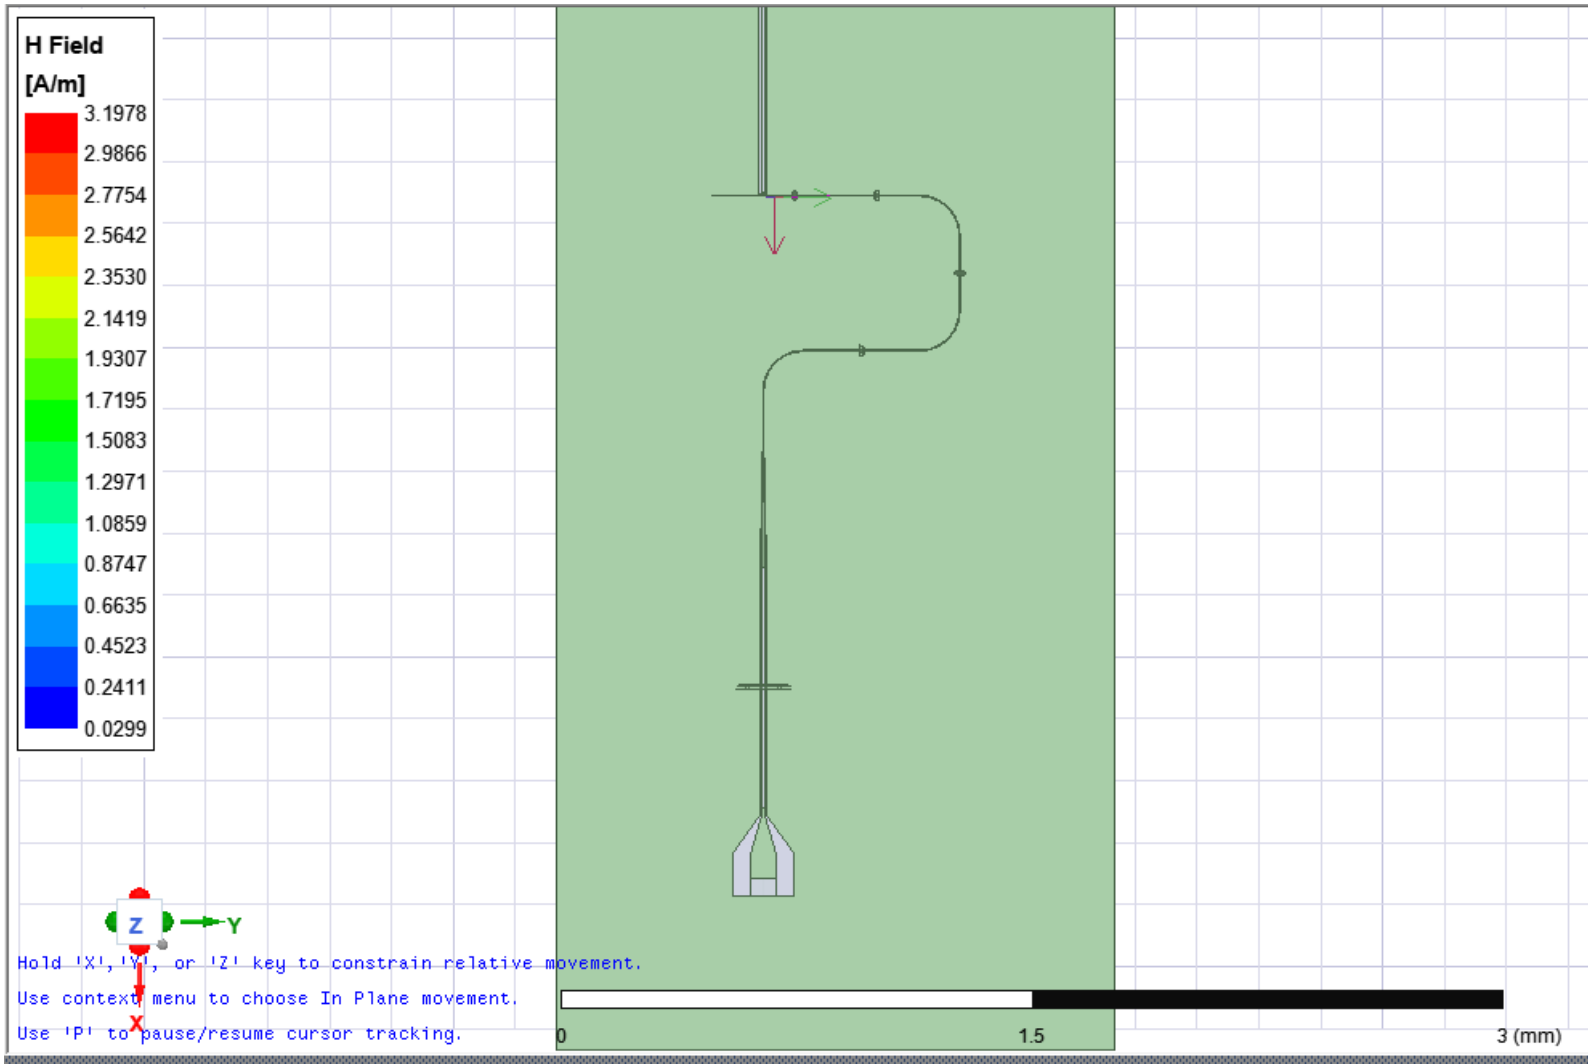 H Field
[A/m]
3.1978
2.9866
2.7754
2.5642
2.3530
2.1419
1.9307
1.7195
1.5083
1.2971
1.0859
0.8747
0.6635
0.4523
0.2411
0.0299
Z
Y
X
Hold 'X','Y', or 'Z' key to constrain relative movement.
Use context menu to choose In Plane movement.
Use 'P' to pause/resume cursor tracking.
0 1.5 3 (mm)